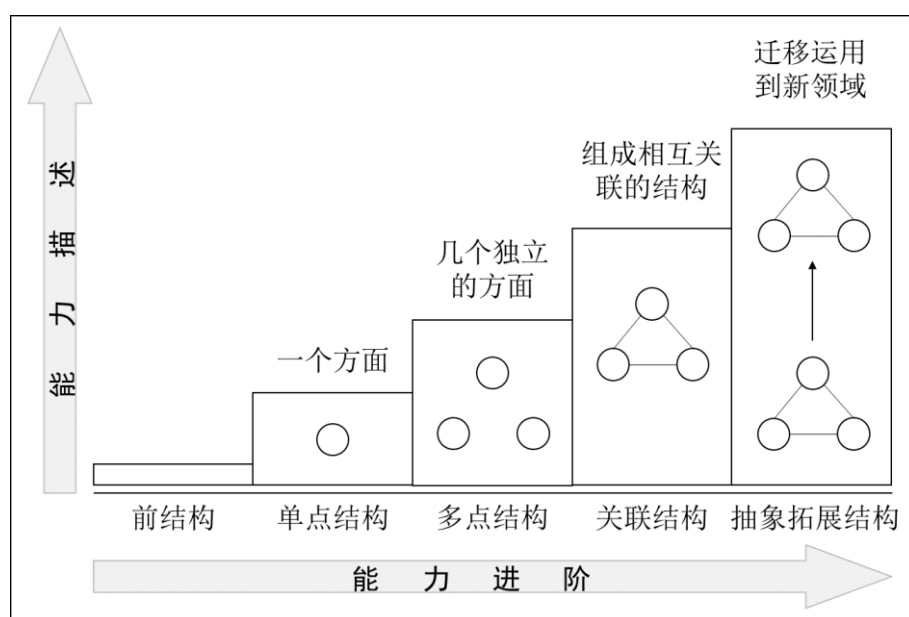 迁移运用
到新领域
组成相互关
联的结构
几个独立
的方面
一个方面
能力描述
前结构
单点结构
多点结构
关联结构
抽象拓展结构
能力进阶